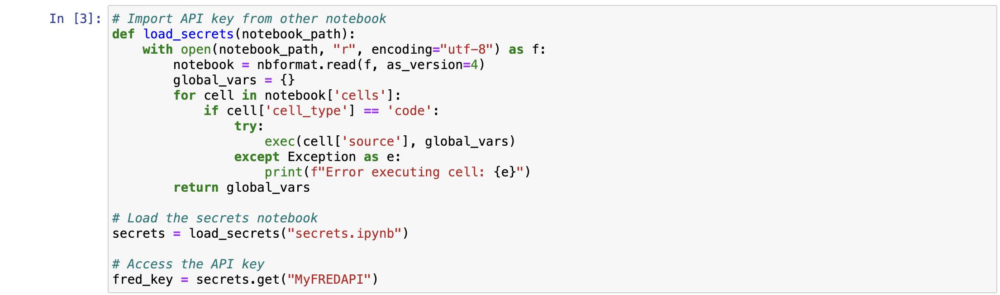 In [3]: # Import API key from other notebook
def load_secrets(notebook_path):
    with open(notebook_path, "r", encoding="utf-8") as f:
        notebook = nbformat.read(f, as_version=4)
        global_vars = {}
        for cell in notebook['cells']:
            if cell['cell_type'] == 'code':
                try:
                    exec(cell['source'], global_vars)
                except Exception as e:
                    print(f"Error executing cell: {e}")
        return global_vars

# Load the secrets notebook
secrets = load_secrets("secrets.ipynb")

# Access the API key
fred_key = secrets.get("MyFREDAPI")